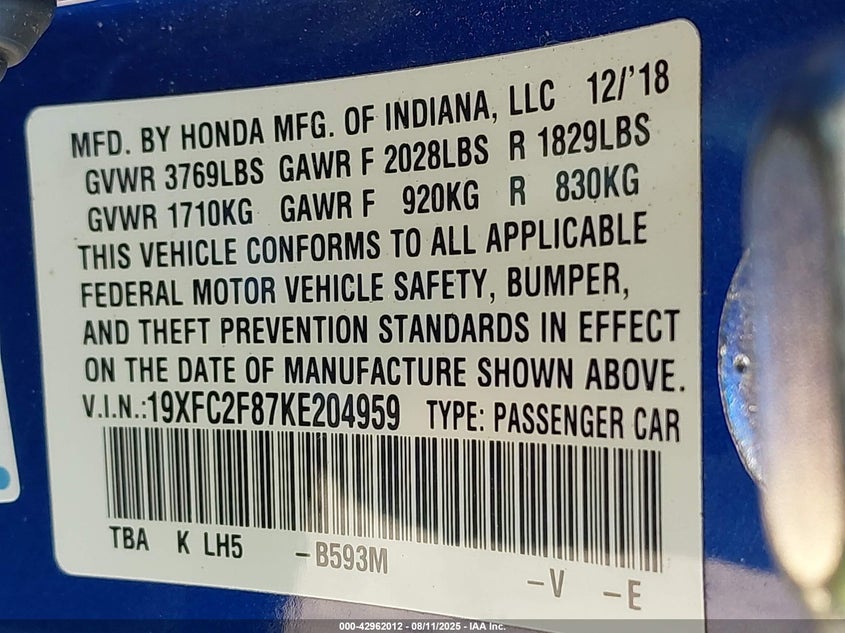 MFD. BY HONDA MFG. OF INDIANA, LLC 12/'18
GVWR 3769LBS GAWR F 2028LBS R 1829LBS
GVWR 1710KG GAWR F 920KG R 830KG
THIS VEHICLE CONFORMS TO ALL APPLICABLE
FEDERAL MOTOR VEHICLE SAFETY, BUMPER,
AND THEFT PREVENTION STANDARDS IN EFFECT
ON THE DATE OF MANUFACTURE SHOWN ABOVE.
V.I.N.:19XFC2F87KE204959 TYPE: PASSENGER CAR
TBA K LH5 -B593M -V -E
000-42962012 - 08/11/2025 - IAA Inc.